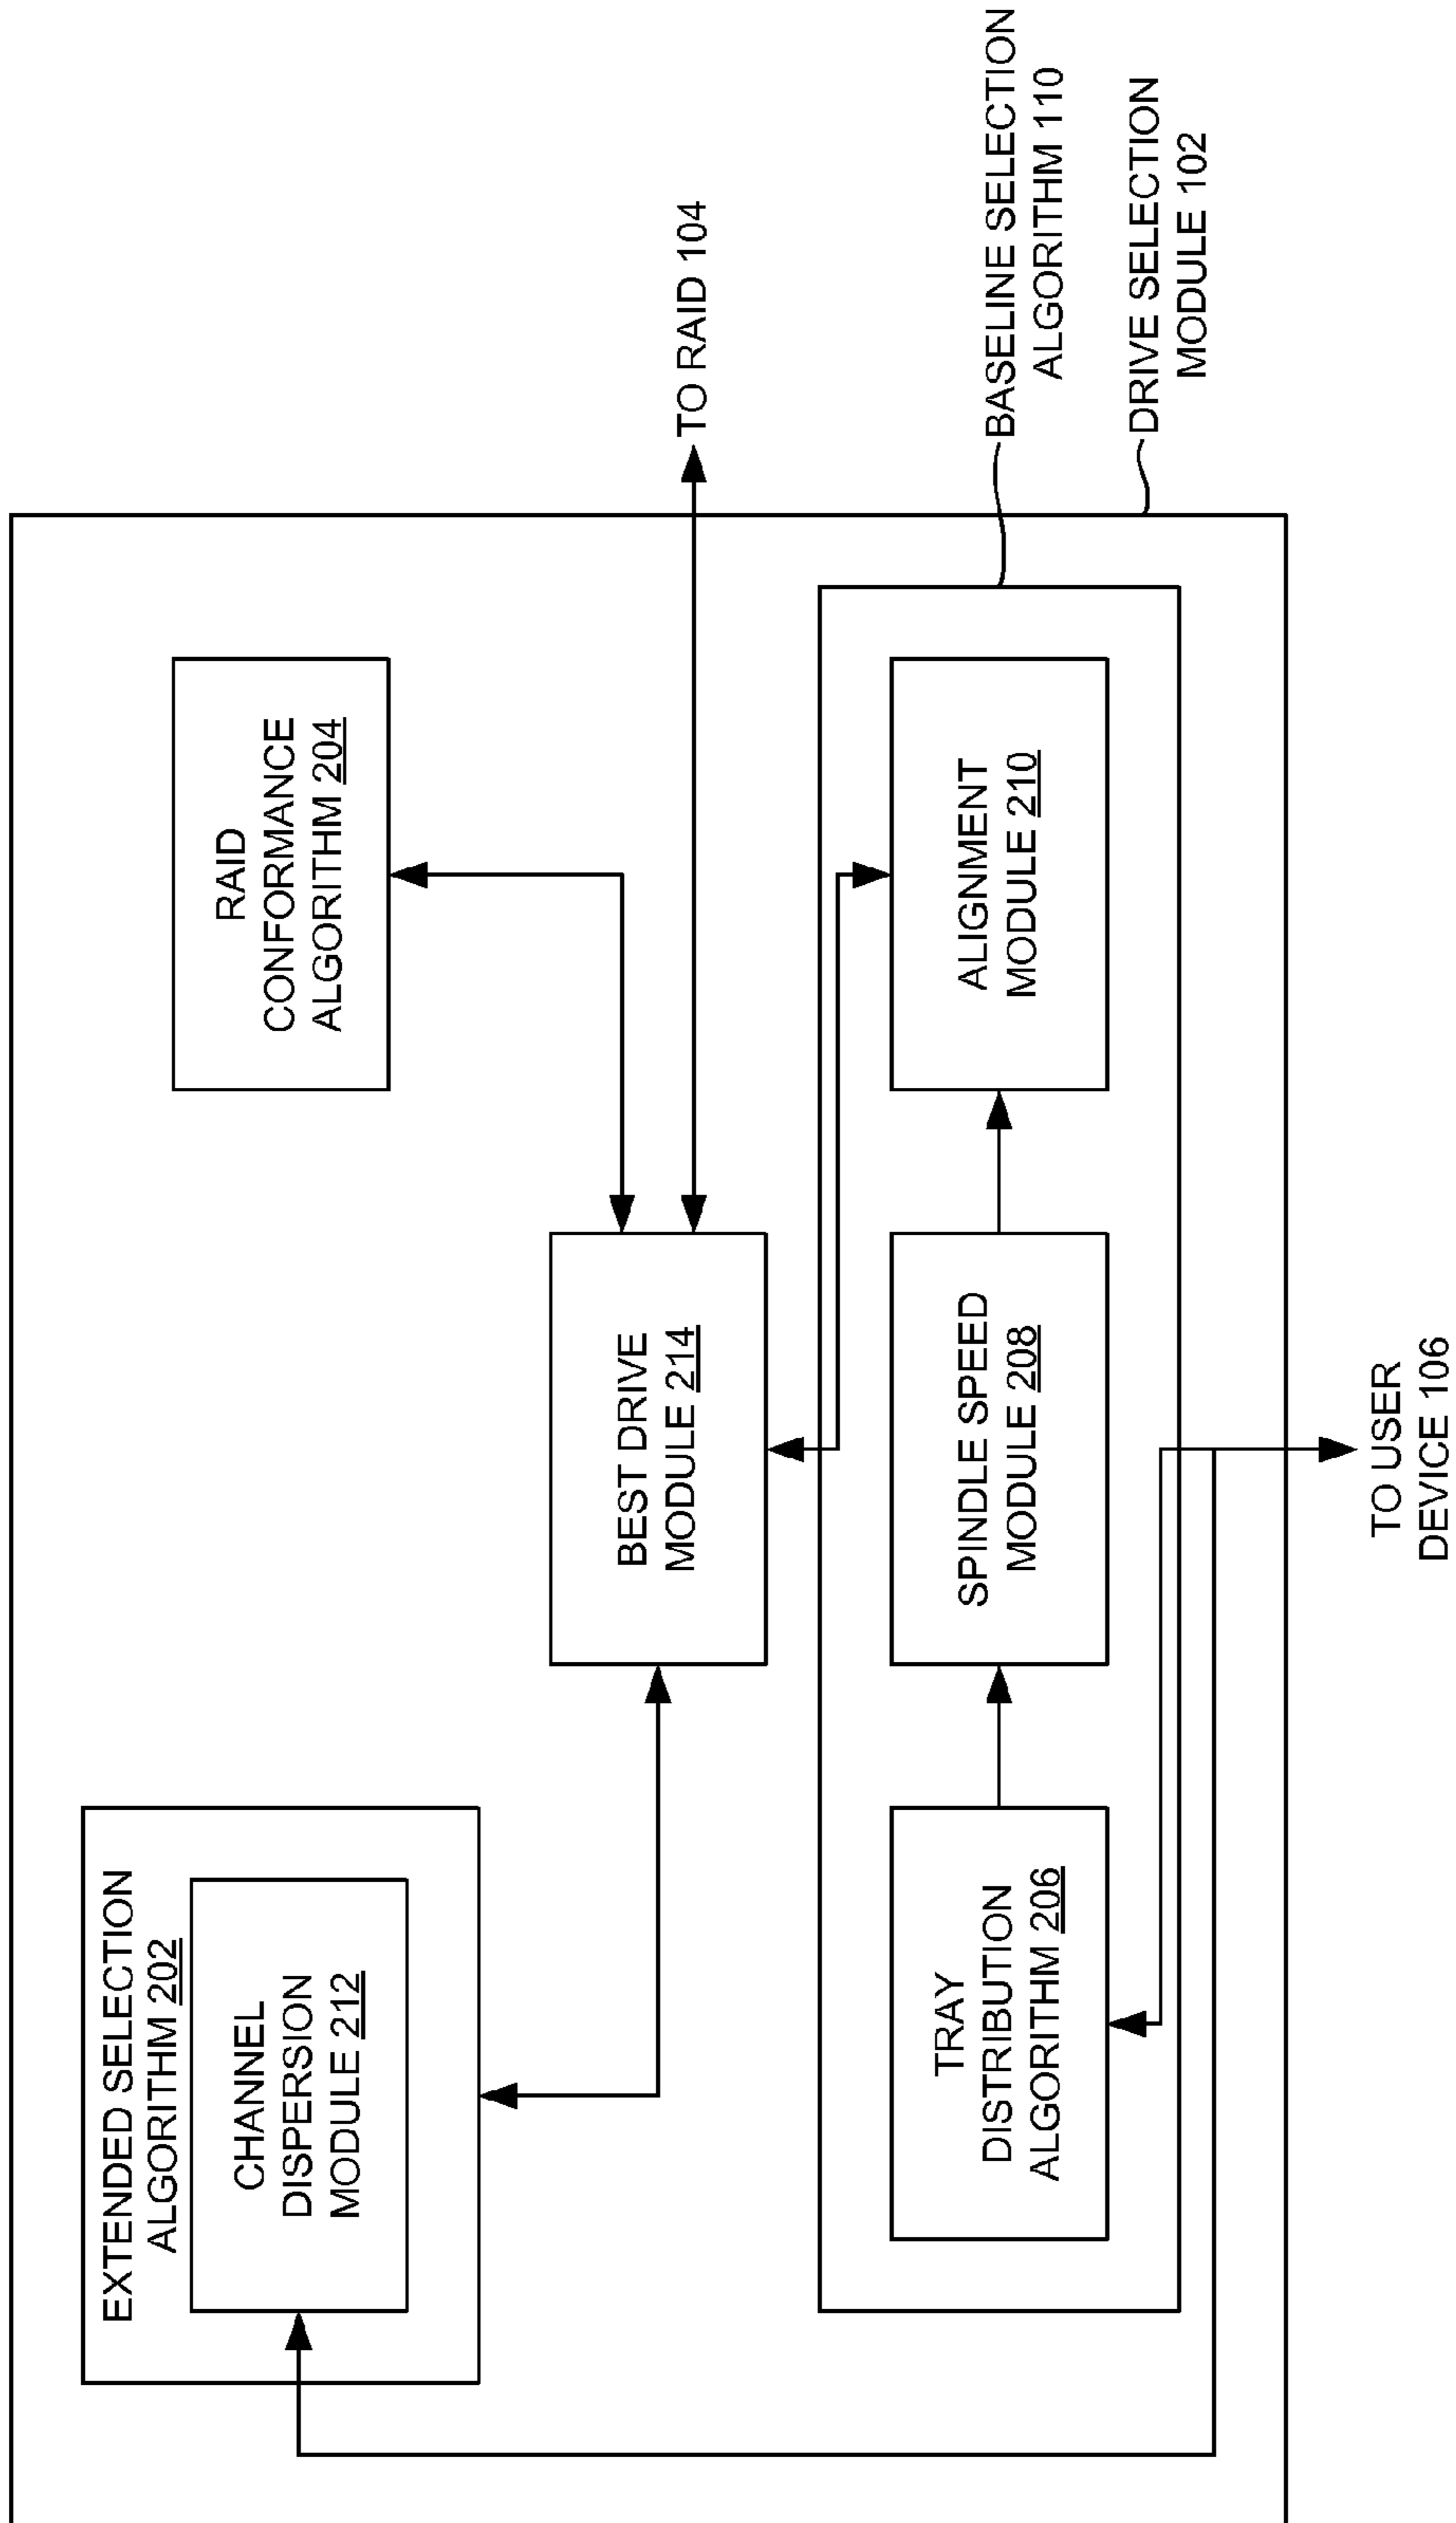 EXTENDED SELECTION
ALGORITHM 202
CHANNEL
DISPERSION
MODULE 212
RAID
CONFORMANCE
ALGORITHM 204
BEST DRIVE
MODULE 214
TO RAID 104
TRAY
DISTRIBUTION
ALGORITHM 206
SPINDLE SPEED
MODULE 208
ALIGNMENT
MODULE 210
BASELINE SELECTION
ALGORITHM 110
DRIVE SELECTION
MODULE 102
TO USER
DEVICE 106